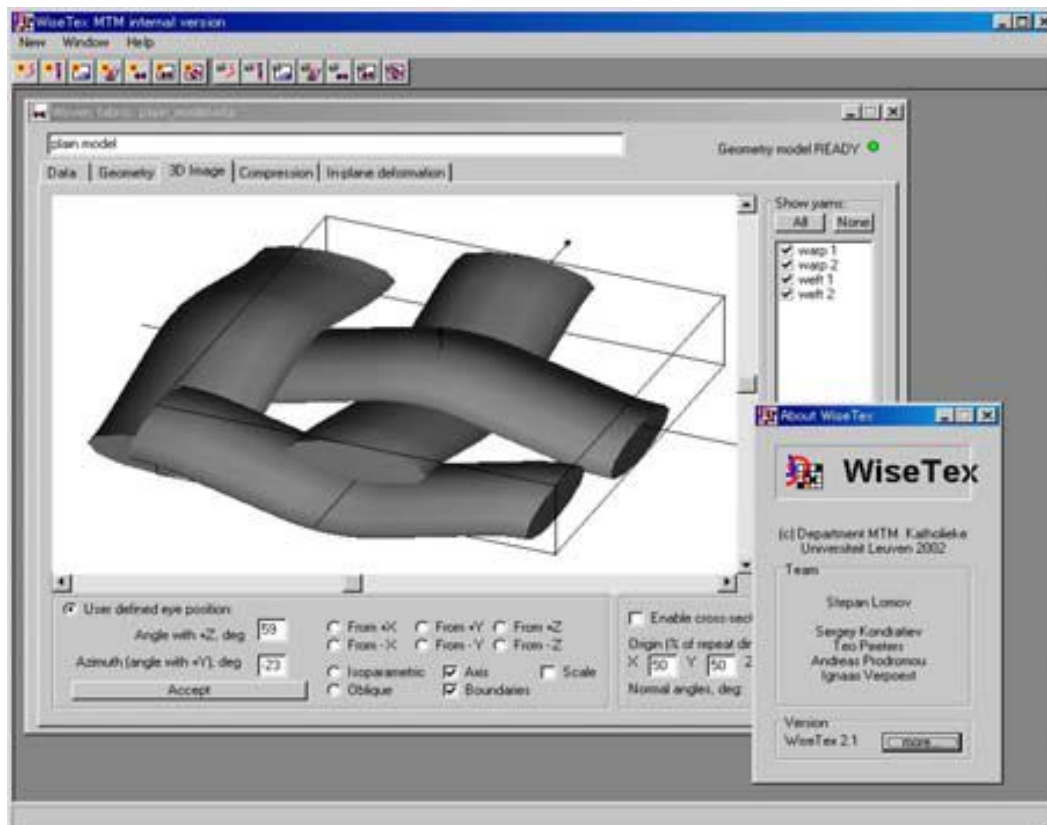 WiseTex MTM internal version
New Window Help
Woven fabric: plain_model
plain model
Geometry model READY
Data Geometry 3D Image Compression In-plane deformation
Show yarns:
All None
warp 1
warp 2
weft 1
weft 2
About WiseTex
WiseTex
(c) Department MTM Katholieke
Universiteit Leuven 2002
Team
Stepan Lomov
Sergey Kondratiev
Teo Peeters
Andreas Prodromou
Ignaas Verpoest
Version
WiseTex 2.1 more...
User defined eye position:
Angle with +Z, deg 59
Azimuth (angle with +Y), deg -23
Accept
From +X From +Y From +Z
From -X From -Y From -Z
Isoparametric Axis Scale
Oblique Boundaries
Enable cross-sect
Origin (% of repeat dir
X 50 Y 50 Z
Normal angles, deg: